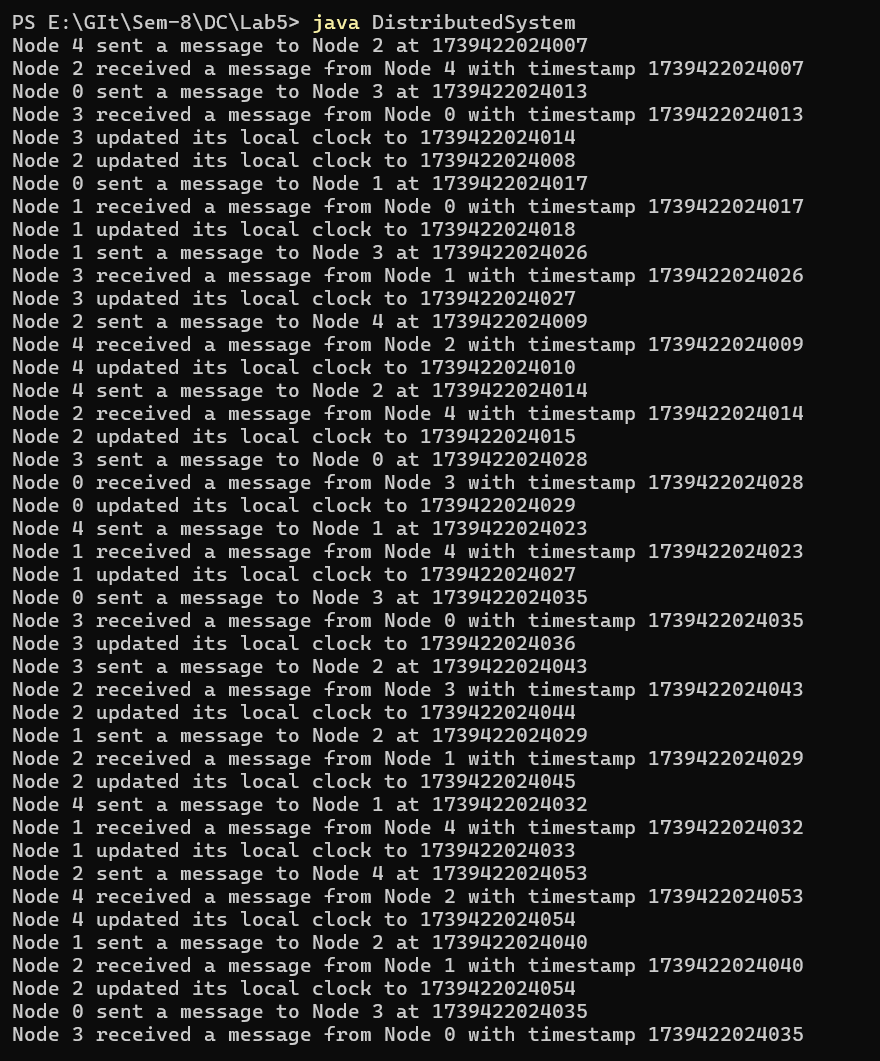 PS E:\GIt\Sem-8\DC\Lab5> java DistributedSystem
Node 4 sent a message to Node 2 at 1739422024007
Node 2 received a message from Node 4 with timestamp 1739422024007
Node 0 sent a message to Node 3 at 1739422024013
Node 3 received a message from Node 0 with timestamp 1739422024013
Node 3 updated its local clock to 1739422024014
Node 2 updated its local clock to 1739422024008
Node 0 sent a message to Node 1 at 1739422024017
Node 1 received a message from Node 0 with timestamp 1739422024017
Node 1 updated its local clock to 1739422024018
Node 1 sent a message to Node 3 at 1739422024026
Node 3 received a message from Node 1 with timestamp 1739422024026
Node 3 updated its local clock to 1739422024027
Node 2 sent a message to Node 4 at 1739422024009
Node 4 received a message from Node 2 with timestamp 1739422024009
Node 4 updated its local clock to 1739422024010
Node 4 sent a message to Node 2 at 1739422024014
Node 2 received a message from Node 4 with timestamp 1739422024014
Node 2 updated its local clock to 1739422024015
Node 3 sent a message to Node 0 at 1739422024028
Node 0 received a message from Node 3 with timestamp 1739422024028
Node 0 updated its local clock to 1739422024029
Node 4 sent a message to Node 1 at 1739422024023
Node 1 received a message from Node 4 with timestamp 1739422024023
Node 1 updated its local clock to 1739422024027
Node 0 sent a message to Node 3 at 1739422024035
Node 3 received a message from Node 0 with timestamp 1739422024035
Node 3 updated its local clock to 1739422024036
Node 3 sent a message to Node 2 at 1739422024043
Node 2 received a message from Node 3 with timestamp 1739422024043
Node 2 updated its local clock to 1739422024044
Node 1 sent a message to Node 2 at 1739422024029
Node 2 received a message from Node 1 with timestamp 1739422024029
Node 2 updated its local clock to 1739422024045
Node 4 sent a message to Node 1 at 1739422024032
Node 1 received a message from Node 4 with timestamp 1739422024032
Node 1 updated its local clock to 1739422024033
Node 2 sent a message to Node 4 at 1739422024053
Node 4 received a message from Node 2 with timestamp 1739422024053
Node 4 updated its local clock to 1739422024054
Node 1 sent a message to Node 2 at 1739422024040
Node 2 received a message from Node 1 with timestamp 1739422024040
Node 2 updated its local clock to 1739422024054
Node 0 sent a message to Node 3 at 1739422024035
Node 3 received a message from Node 0 with timestamp 1739422024035